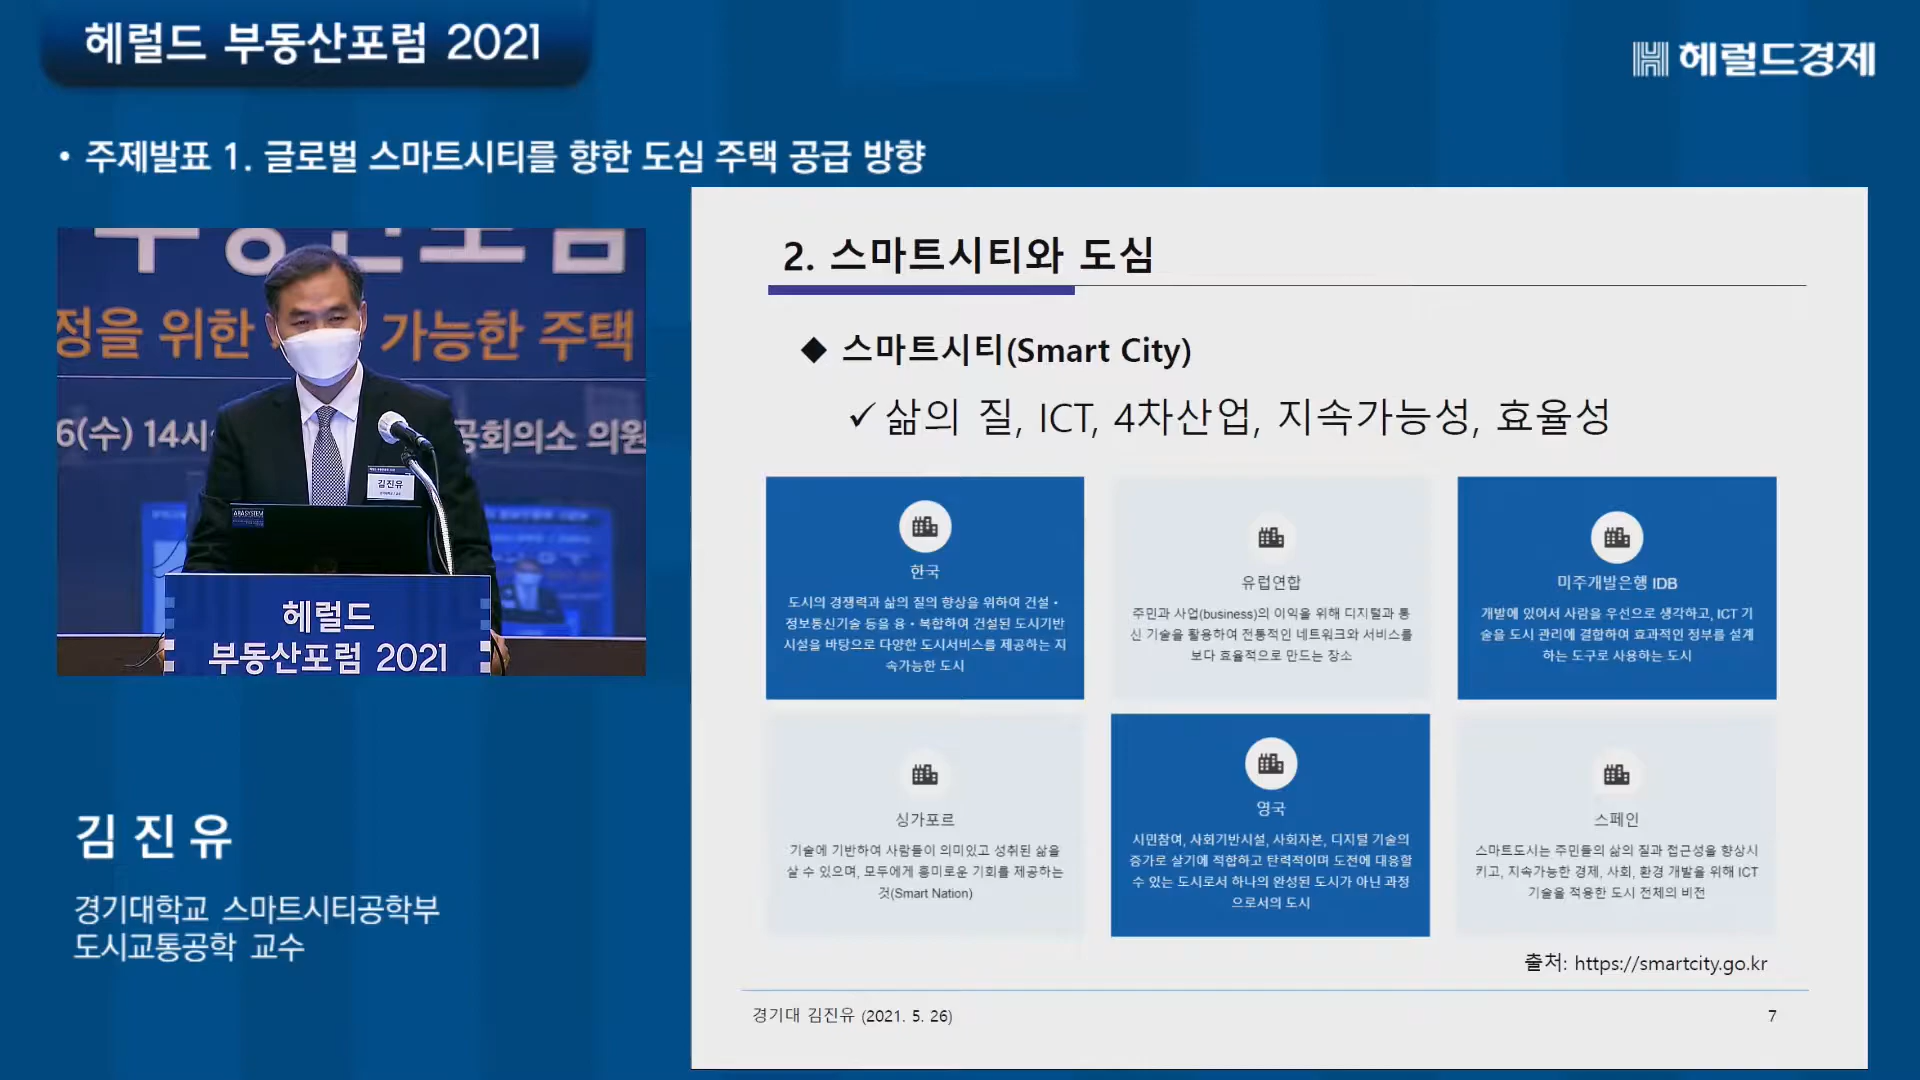 헤럴드 부동산포럼 2021
헤럴드경제
• 주제발표 1. 글로벌 스마트시티를 향한 도심 주택 공급 방향
정을 위한
가능한 주택
6(수) 14시
공회의소 의원
김진유
헤럴드
부동산포럼 2021
김 진 유
경기대학교 스마트시티공학부
도시교통공학 교수
2. 스마트시티와 도심
◆ 스마트시티(Smart City)
✓ 삶의 질, ICT, 4차산업, 지속가능성, 효율성
한국
도시의 경쟁력과 삶의 질의 향상을 위하여 건설・
정보통신기술 등을 융・복합하여 건설된 도시기반
시설을 바탕으로 다양한 도시서비스를 제공하는 지
속가능한 도시
유럽연합
주민과 사업(business)의 이익을 위해 디지털과 통
신 기술을 활용하여 전통적인 네트워크와 서비스를
보다 효율적으로 만드는 장소
미주개발은행 IDB
개발에 있어서 사람을 우선으로 생각하고, ICT 기
술을 도시 관리에 결합하여 효과적인 정부를 설계
하는 도구로 사용하는 도시
싱가포르
기술에 기반하여 사람들이 의미있고 성취된 삶을
살 수 있으며, 모두에게 흥미로운 기회를 제공하는
것(Smart Nation)
영국
시민참여, 사회기반시설, 사회자본, 디지털 기술의
증가로 살기에 적합하고 탄력적이며 도전에 대응할
수 있는 도시로서 하나의 완성된 도시가 아닌 과정
으로서의 도시
스페인
스마트도시는 주민들의 삶의 질과 접근성을 향상시
키고, 지속가능한 경제, 사회, 환경 개발을 위해 ICT
기술을 적용한 도시 전체의 비전
출처: https://smartcity.go.kr
경기대 김진유 (2021. 5. 26)
7